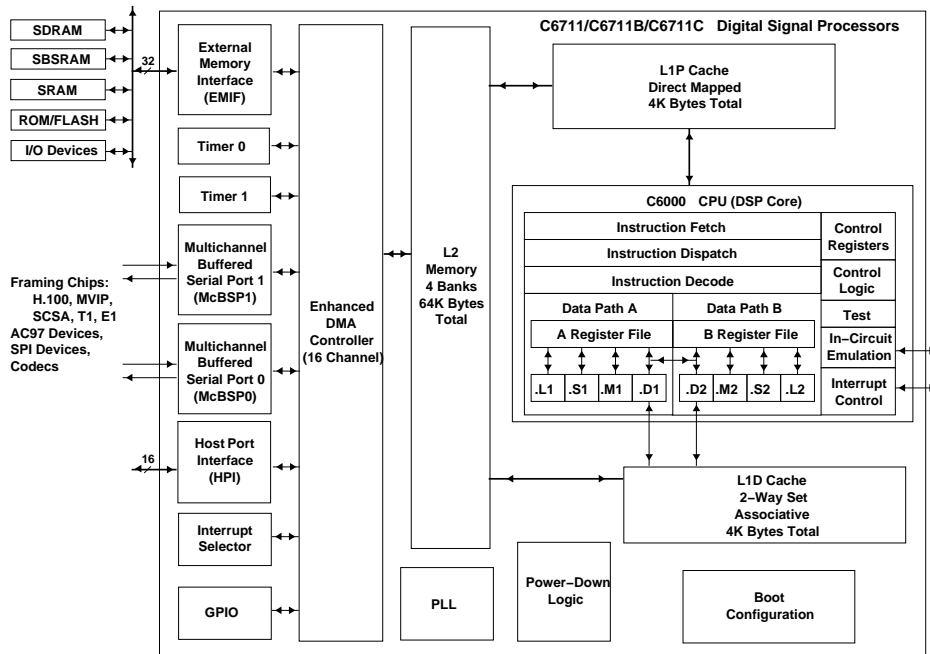 C6711/C6711B/C6711C Digital Signal Processors
SDRAM
SBSRAM
SRAM
ROM/FLASH
I/O Devices
32
External
Memory
Interface
(EMIF)
Timer 0
Timer 1
Framing Chips:
H.100, MVIP,
SCSA, T1, E1
AC97 Devices,
SPI Devices,
Codecs
Multichannel
Buffered
Serial Port 1
(McBSP1)
Multichannel
Buffered
Serial Port 0
(McBSP0)
16
Host Port
Interface
(HPI)
Interrupt
Selector
GPIO
Enhanced
DMA
Controller
(16 Channel)
L2
Memory
4 Banks
64K Bytes
Total
PLL
Power−Down
Logic
Boot
Configuration
L1P Cache
Direct Mapped
4K Bytes Total
C6000 CPU (DSP Core)
Instruction Fetch
Instruction Dispatch
Instruction Decode
Data Path A
Data Path B
A Register File
B Register File
.L1
.S1
.M1
.D1
.D2
.M2
.S2
.L2
Control
Registers
Control
Logic
Test
In−Circuit
Emulation
Interrupt
Control
L1D Cache
2−Way Set
Associative
4K Bytes Total